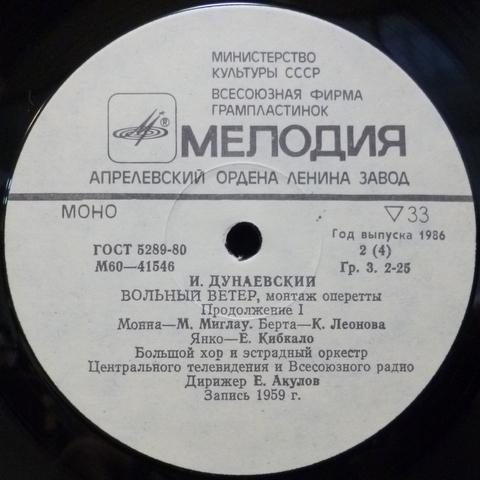 МИНИСТЕРСТВО
КУЛЬТУРЫ СССР
ВСЕСОЮЗНАЯ ФИРМА
ГРАМПЛАСТИНОК
®
МЕЛОДИЯ
АПРЕЛЕВСКИЙ ОРДЕНА ЛЕНИНА ЗАВОД
МОНО
▽33
Год выпуска 1986
ГОСТ 5289-80
2 (4)
М60—41546
Гр. 3. 2-25
И. ДУНАЕВСКИЙ
ВОЛЬНЫЙ ВЕТЕР, монтаж оперетты
Продолжение I
Монна—М. Миглау. Берта—К. Леонова
Янко—Е. Кибкало
Большой хор и эстрадный оркестр
Центрального телевидения и Всесоюзного радио
Дирижер Е. Акулов
Запись 1959 г.